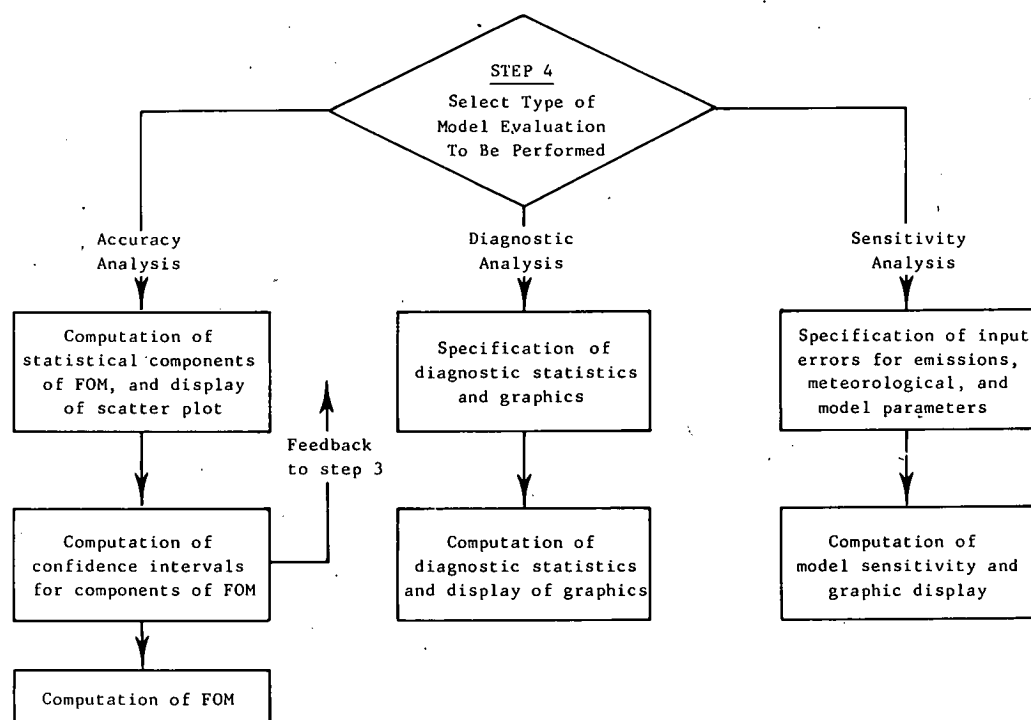 STEP 4
Select Type of
Model Evaluation
To Be Performed
Accuracy
Analysis
Diagnostic
Analysis
Sensitivity
Analysis
Computation of
statistical components
of FOM, and display
of scatter plot
Specification of
diagnostic statistics
and graphics
Specification of input
errors for emissions,
meteorological, and
model parameters
Feedback
to step 3
Computation of
confidence intervals
for components of FOM
Computation of
diagnostic statistics
and display of graphics
Computation of
model sensitivity and
graphic display
Computation of FOM